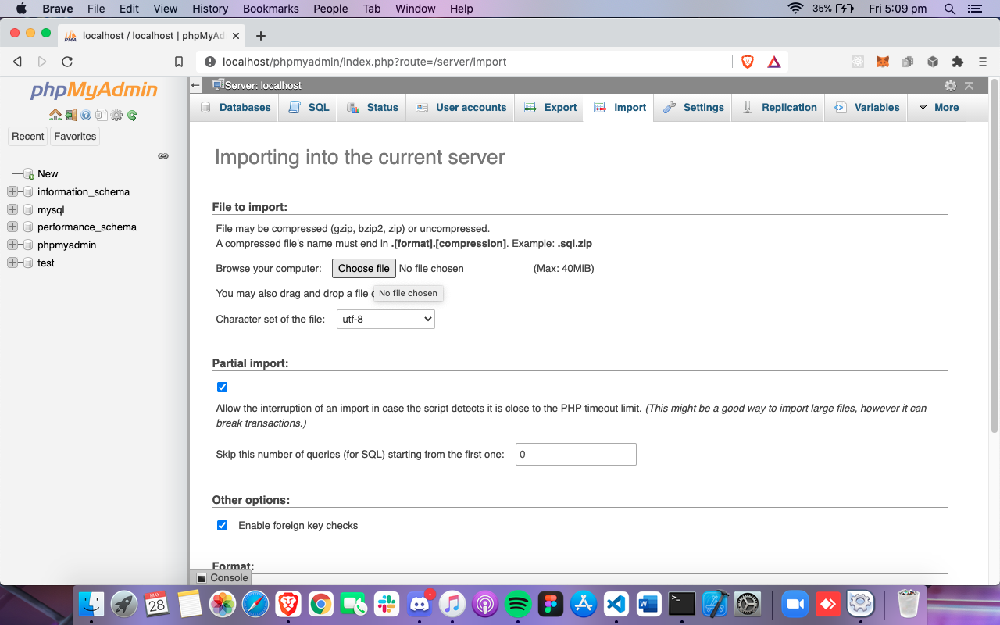 Brave File Edit View History Bookmarks People Tab Window Help 35% Fri 5:09 pm
localhost / localhost | phpMyAd
localhost/phpmyadmin/index.php?route=/server/import
phpMyAdmin
Recent Favorites
New
information_schema
mysql
performance_schema
phpmyadmin
test
Server: localhost
Databases SQL Status User accounts Export Import Settings Replication Variables More
Importing into the current server
File to import:
File may be compressed (gzip, bzip2, zip) or uncompressed.
A compressed file's name must end in .[format].[compression]. Example: .sql.zip
Browse your computer: Choose file No file chosen (Max: 40MiB)
You may also drag and drop a file
No file chosen
Character set of the file: utf-8
Partial import:
Allow the interruption of an import in case the script detects it is close to the PHP timeout limit. (This might be a good way to import large files, however it can
break transactions.)
Skip this number of queries (for SQL) starting from the first one: 0
Other options:
Enable foreign key checks
Format:
Console
MAY
28